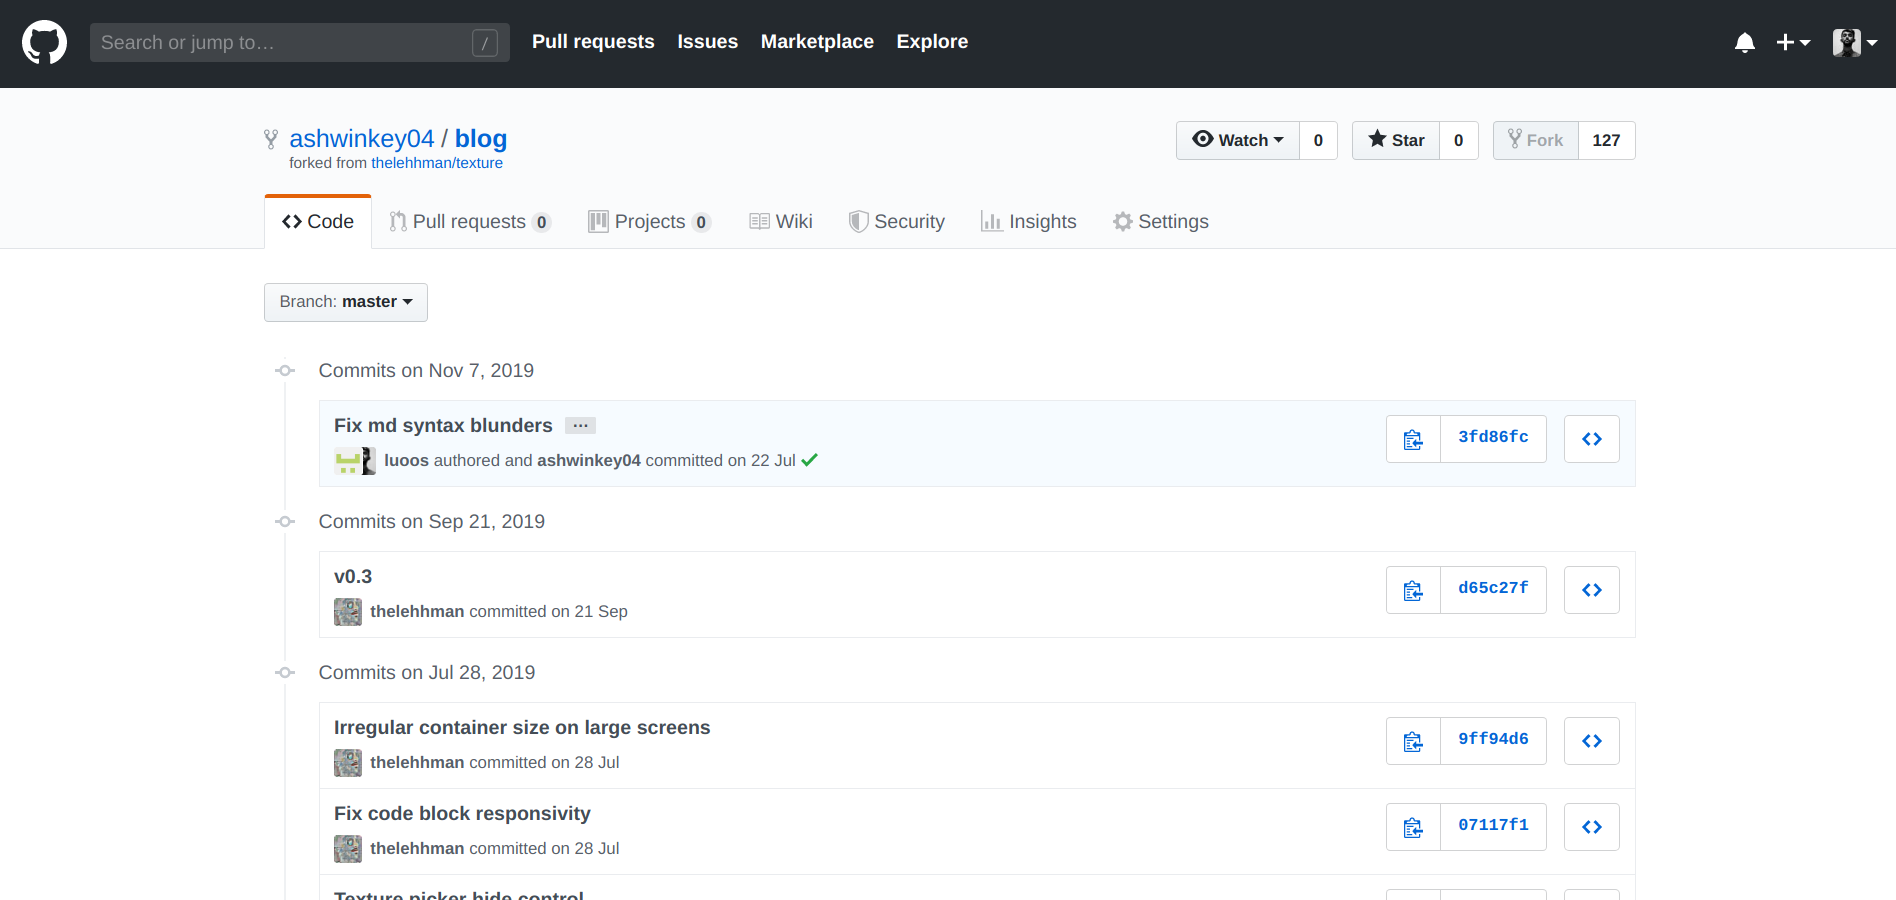 Search or jump to… /
Pull requests Issues Marketplace Explore
ashwinkey04 / blog
forked from thelehhman/texture
Watch 0 Star 0 Fork 127
Code Pull requests 0 Projects 0 Wiki Security Insights Settings
Branch: master
Commits on Nov 7, 2019
Fix md syntax blunders …
3fd86fc
luoos authored and ashwinkey04 committed on 22 Jul
Commits on Sep 21, 2019
v0.3
d65c27f
thelehhman committed on 21 Sep
Commits on Jul 28, 2019
Irregular container size on large screens
9ff94d6
thelehhman committed on 28 Jul
Fix code block responsivity
07117f1
thelehhman committed on 28 Jul
Texture picker hide control